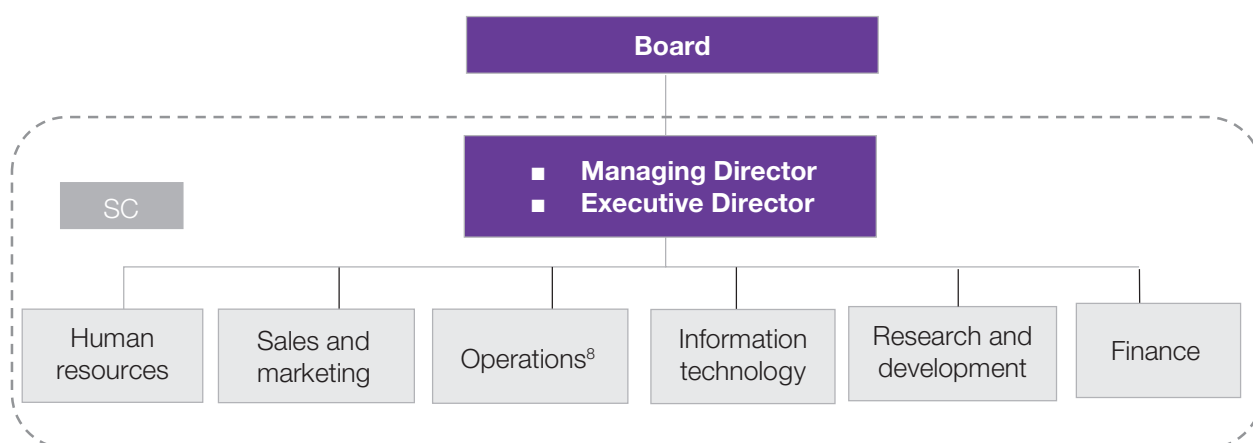 Board
■ Managing Director
■ Executive Director
SC
Human
resources
Sales and
marketing
Operations⁸
Information
technology
Research and
development
Finance